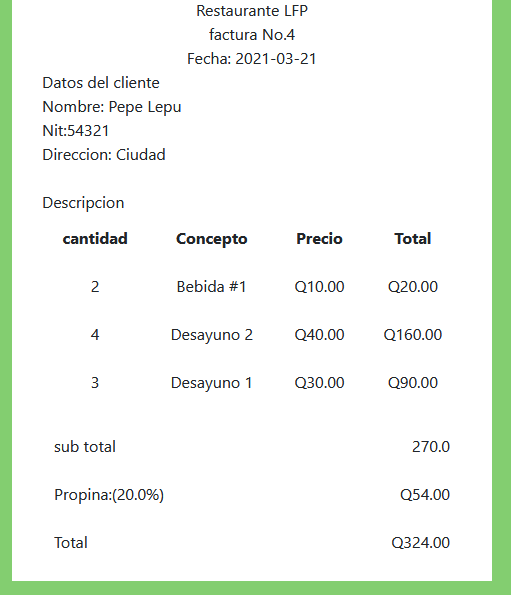 Restaurante LFP
factura No.4
Fecha: 2021-03-21
Datos del cliente
Nombre: Pepe Lepu
Nit:54321
Direccion: Ciudad
Descripcion
cantidad Concepto Precio Total
2 Bebida #1 Q10.00 Q20.00
4 Desayuno 2 Q40.00 Q160.00
3 Desayuno 1 Q30.00 Q90.00
sub total 270.0
Propina:(20.0%) Q54.00
Total Q324.00